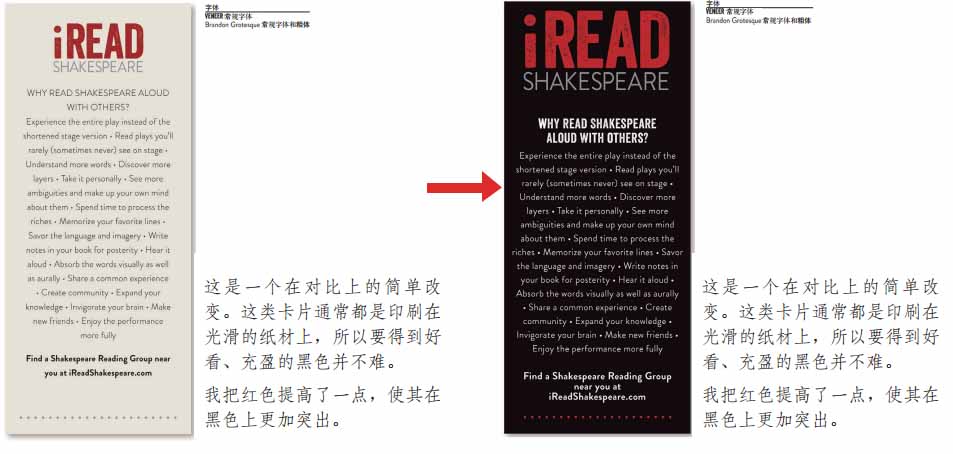 iREAD
SHAKESPEARE
WHY READ SHAKESPEARE ALOUD
WITH OTHERS?
Experience the entire play instead of the
shortened stage version • Read plays you'll
rarely (sometimes never) see on stage •
Understand more words • Discover more
layers • Take it personally • See more
ambiguities and make up your own mind
about them • Spend time to process the
riches • Memorize your favorite lines •
Savor the language and imagery • Write
notes in your book for posterity • Hear it
aloud • Absorb the words visually as well
as aurally • Share a common experience
• Create community • Expand your
knowledge • Invigorate your brain • Make
new friends • Enjoy the performance
more fully
Find a Shakespeare Reading Group near
you at iReadShakespeare.com
字体
VENEER 常规字体
Brandon Grotesque 常规字体和粗体
这是一个在对比上的简单改
变。这类卡片通常都是印刷在
光滑的纸材上，所以要得到好
看、充盈的黑色并不难。
我把红色提高了一点，使其在
黑色上更加突出。
iREAD
SHAKESPEARE
WHY READ SHAKESPEARE
ALOUD WITH OTHERS?
Experience the entire play instead of the
shortened stage version • Read plays you'll
rarely (sometimes never) see on stage •
Understand more words • Discover more
layers • Take it personally • See more
ambiguities and make up your own mind
about them • Spend time to process the
riches • Memorize your favorite lines • Savor
the language and imagery • Write notes in
your book for posterity • Hear it aloud •
Absorb the words visually as well as aurally
• Share a common experience • Create
community • Expand your knowledge •
Invigorate your brain • Make new friends •
Enjoy the performance more fully
Find a Shakespeare Reading Group
near you at
iReadShakespeare.com
字体
VENEER 常规字体
Brandon Grotesque 常规字体和粗体
这是一个在对比上的简单改
变。这类卡片通常都是印刷在
光滑的纸材上，所以要得到好
看、充盈的黑色并不难。
我把红色提高了一点，使其在
黑色上更加突出。